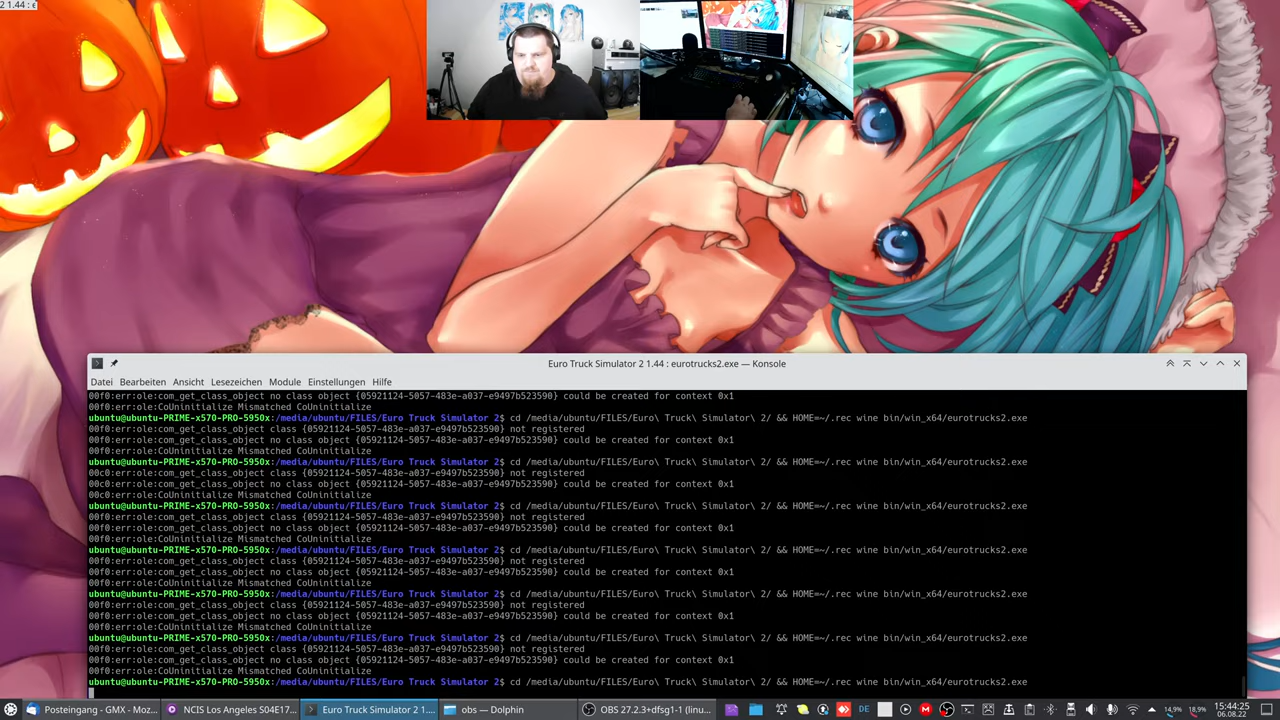 2 1.44 : e
Euro Truck Simulator 2 1.44 : eurotrucks2.exe — Konsole
Datei Bearbeiten Ansicht Lesezeichen Module Einstellungen Hilfe
00f0:err:ole:com_get_class_object no class object {05921124-5057-483e-a037-e9497b523590} could be created for context 0x1
00f0:err:ole:CoUninitialize Mismatched CoUninitialize
ubuntu@ubuntu-PRIME-x570-PRO-5950x:/media/ubuntu/FILES/Euro Truck Simulator 2$ cd /media/ubuntu/FILES/Euro\ Truck\ Simulator\ 2/ && HOME=~/.rec wine bin/win_x64/eurotrucks2.exe
00f0:err:ole:com_get_class_object class {05921124-5057-483e-a037-e9497b523590} not registered
00f0:err:ole:com_get_class_object no class object {05921124-5057-483e-a037-e9497b523590} could be created for context 0x1
00f0:err:ole:CoUninitialize Mismatched CoUninitialize
ubuntu@ubuntu-PRIME-x570-PRO-5950x:/media/ubuntu/FILES/Euro Truck Simulator 2$ cd /media/ubuntu/FILES/Euro\ Truck\ Simulator\ 2/ && HOME=~/.rec wine bin/win_x64/eurotrucks2.exe
00c0:err:ole:com_get_class_object class {05921124-5057-483e-a037-e9497b523590} not registered
00c0:err:ole:com_get_class_object no class object {05921124-5057-483e-a037-e9497b523590} could be created for context 0x1
00c0:err:ole:CoUninitialize Mismatched CoUninitialize
ubuntu@ubuntu-PRIME-x570-PRO-5950x:/media/ubuntu/FILES/Euro Truck Simulator 2$ cd /media/ubuntu/FILES/Euro\ Truck\ Simulator\ 2/ && HOME=~/.rec wine bin/win_x64/eurotrucks2.exe
00f0:err:ole:com_get_class_object class {05921124-5057-483e-a037-e9497b523590} not registered
00f0:err:ole:com_get_class_object no class object {05921124-5057-483e-a037-e9497b523590} could be created for context 0x1
00f0:err:ole:CoUninitialize Mismatched CoUninitialize
ubuntu@ubuntu-PRIME-x570-PRO-5950x:/media/ubuntu/FILES/Euro Truck Simulator 2$ cd /media/ubuntu/FILES/Euro\ Truck\ Simulator\ 2/ && HOME=~/.rec wine bin/win_x64/eurotrucks2.exe
00f0:err:ole:com_get_class_object class {05921124-5057-483e-a037-e9497b523590} not registered
00f0:err:ole:com_get_class_object no class object {05921124-5057-483e-a037-e9497b523590} could be created for context 0x1
00f0:err:ole:CoUninitialize Mismatched CoUninitialize
ubuntu@ubuntu-PRIME-x570-PRO-5950x:/media/ubuntu/FILES/Euro Truck Simulator 2$ cd /media/ubuntu/FILES/Euro\ Truck\ Simulator\ 2/ && HOME=~/.rec wine bin/win_x64/eurotrucks2.exe
00f0:err:ole:com_get_class_object class {05921124-5057-483e-a037-e9497b523590} not registered
00f0:err:ole:com_get_class_object no class object {05921124-5057-483e-a037-e9497b523590} could be created for context 0x1
00f0:err:ole:CoUninitialize Mismatched CoUninitialize
ubuntu@ubuntu-PRIME-x570-PRO-5950x:/media/ubuntu/FILES/Euro Truck Simulator 2$ cd /media/ubuntu/FILES/Euro\ Truck\ Simulator\ 2/ && HOME=~/.rec wine bin/win_x64/eurotrucks2.exe
00f0:err:ole:com_get_class_object class {05921124-5057-483e-a037-e9497b523590} not registered
00f0:err:ole:com_get_class_object no class object {05921124-5057-483e-a037-e9497b523590} could be created for context 0x1
00f0:err:ole:CoUninitialize Mismatched CoUninitialize
ubuntu@ubuntu-PRIME-x570-PRO-5950x:/media/ubuntu/FILES/Euro Truck Simulator 2$ cd /media/ubuntu/FILES/Euro\ Truck\ Simulator\ 2/ && HOME=~/.rec wine bin/win_x64/eurotrucks2.exe
Posteingang - GMX - Moz... NCIS Los Angeles S04E17... Euro Truck Simulator 2 1.... obs — Dolphin OBS 27.2.3+dfsg1-1 (linu... DE 14,9% 18,9% 15:44:25
06.08.22